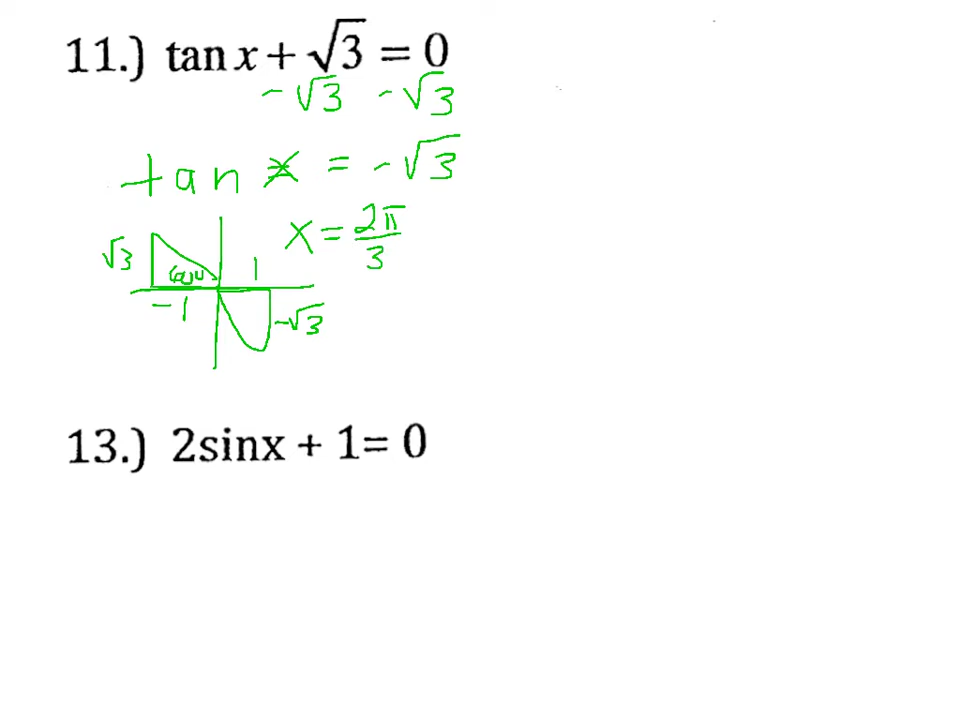 11.) tan x + √3 = 0
-√3 -√3
tan x = -√3
x = 2π/3
√3 1
-1 -√3
13.) 2sinx + 1= 0